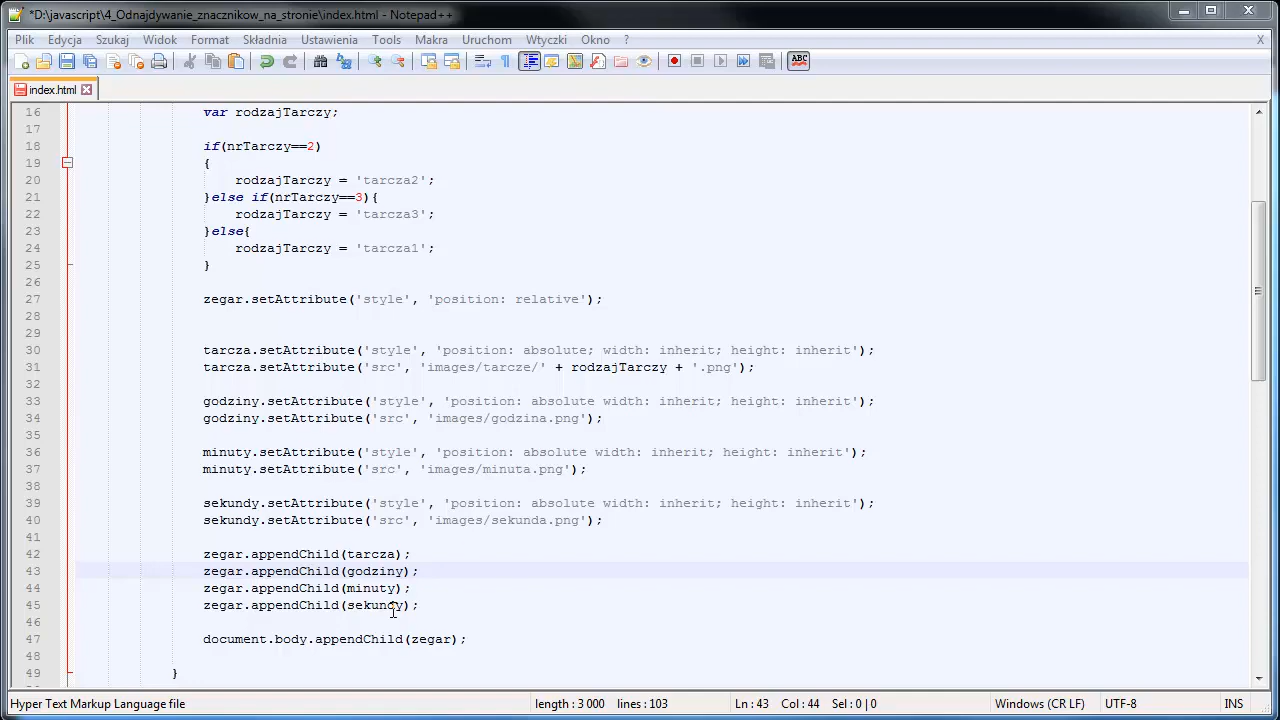 *D:\javascript\4_Odnajdywanie_znacznikow_na_stronie\index.html - Notepad++
Plik Edycja Szukaj Widok Format Składnia Ustawienia Tools Makra Uruchom Wtyczki Okno ? X
ABC
index.html
16 var rodzajTarczy;
17
18 if(nrTarczy==2)
19 {
20 rodzajTarczy = 'tarcza2';
21 }else if(nrTarczy==3){
22 rodzajTarczy = 'tarcza3';
23 }else{
24 rodzajTarczy = 'tarcza1';
25 }
26
27 zegar.setAttribute('style', 'position: relative');
28
29
30 tarcza.setAttribute('style', 'position: absolute; width: inherit; height: inherit');
31 tarcza.setAttribute('src', 'images/tarcze/' + rodzajTarczy + '.png');
32
33 godziny.setAttribute('style', 'position: absolute width: inherit; height: inherit');
34 godziny.setAttribute('src', 'images/godzina.png');
35
36 minuty.setAttribute('style', 'position: absolute width: inherit; height: inherit');
37 minuty.setAttribute('src', 'images/minuta.png');
38
39 sekundy.setAttribute('style', 'position: absolute width: inherit; height: inherit');
40 sekundy.setAttribute('src', 'images/sekunda.png');
41
42 zegar.appendChild(tarcza);
43 zegar.appendChild(godziny);
44 zegar.appendChild(minuty);
45 zegar.appendChild(sekundy);
46
47 document.body.appendChild(zegar);
48
49 }
Hyper Text Markup Language file length : 3 000 lines : 103 Ln : 43 Col : 44 Sel : 0 | 0 Windows (CR LF) UTF-8 INS